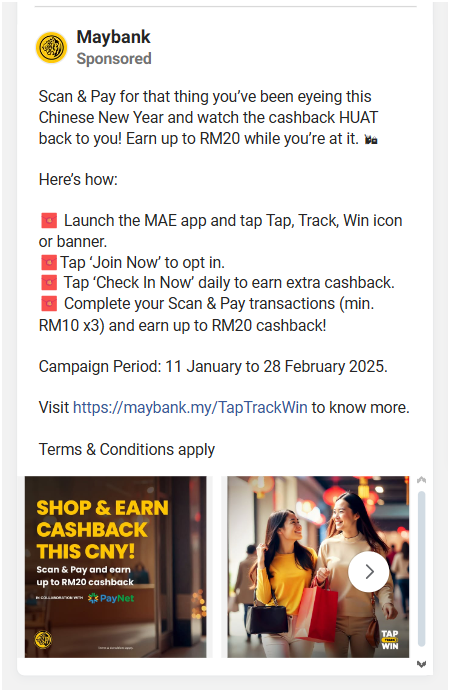 Maybank
Sponsored
Scan & Pay for that thing you've been eyeing this
Chinese New Year and watch the cashback HUAT
back to you! Earn up to RM20 while you're at it.
Here's how:
Launch the MAE app and tap Tap, Track, Win icon
or banner.
Tap ‘Join Now’ to opt in.
Tap ‘Check In Now’ daily to earn extra cashback.
Complete your Scan & Pay transactions (min.
RM10 x3) and earn up to RM20 cashback!
Campaign Period: 11 January to 28 February 2025.
Visit https://maybank.my/TapTrackWin to know more.
Terms & Conditions apply
SHOP & EARN
CASHBACK
THIS CNY!
Scan & Pay and earn
up to RM20 cashback
IN COLLABORATION WITH PayNet
TAP
TRACK
WIN